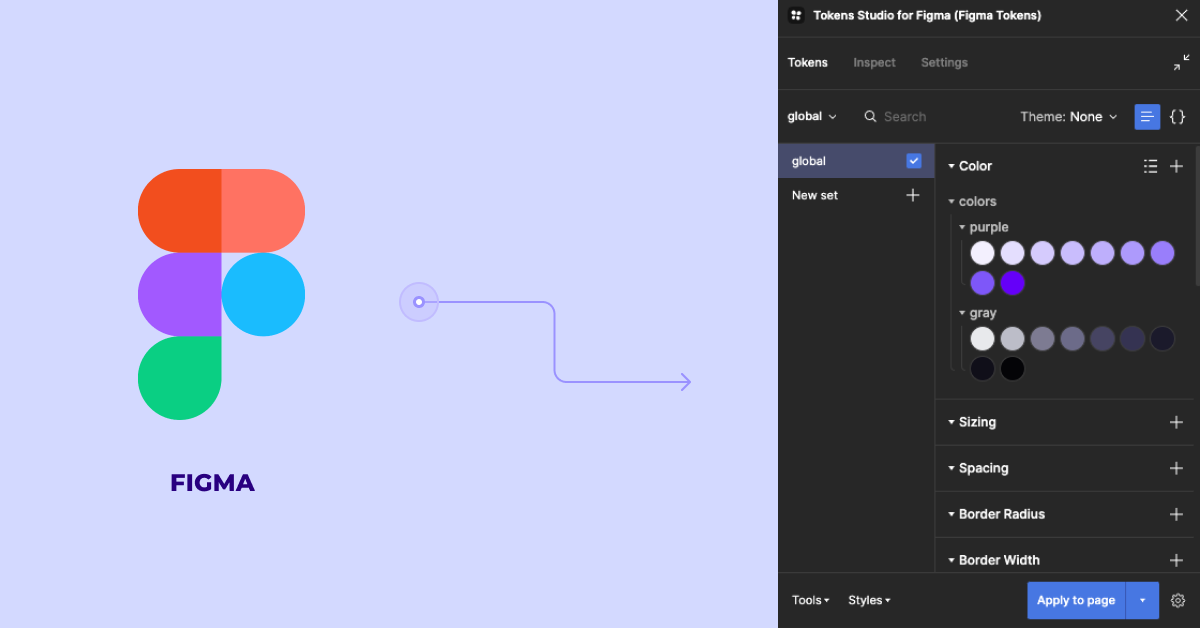 FIGMA
Tokens Studio for Figma (Figma Tokens)
Tokens Inspect Settings
global Search Theme: None {}
global
New set
Color
colors
purple
gray
Sizing
Spacing
Border Radius
Border Width
Tools Styles Apply to page